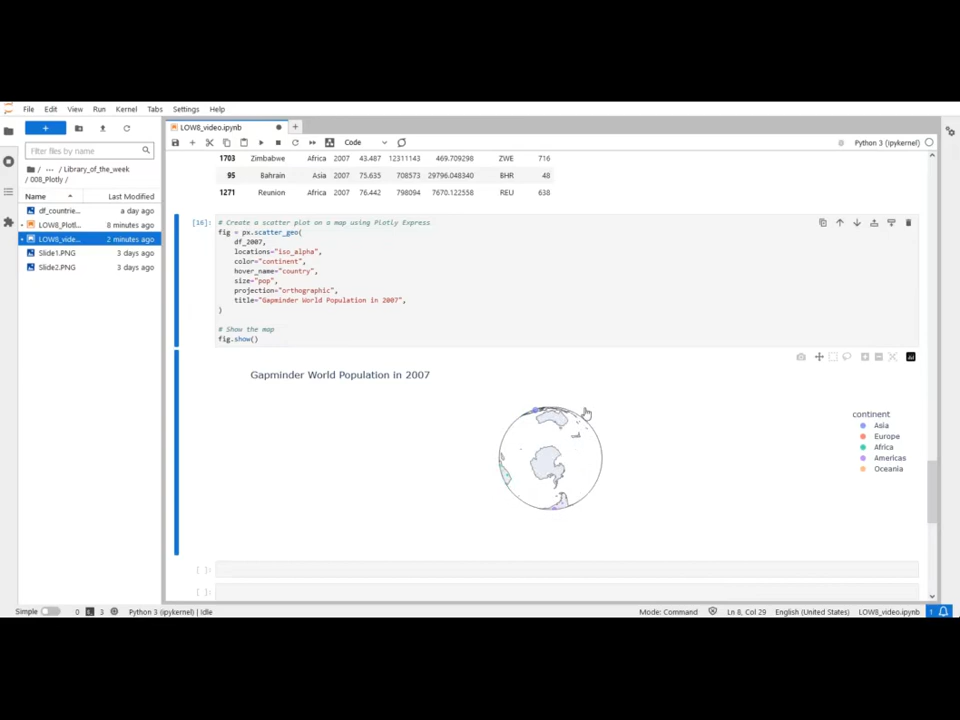 File Edit View Run Kernel Tabs Settings Help
LOW8_video.ipynb
Code
Python 3 (ipykernel)
Filter files by name
/ ··· / Library_of_the_week
/ 008_Plotly /
Name Last Modified
df_countrie... a day ago
LOW8_Plotl... 8 minutes ago
LOW8_vide... 2 minutes ago
Slide1.PNG 3 days ago
Slide2.PNG 3 days ago
1703 Zimbabwe Africa 2007 43.487 12311143 469.709298 ZWE 716
95 Bahrain Asia 2007 75.635 708573 29796.048340 BHR 48
1271 Reunion Africa 2007 76.442 798094 7670.122558 REU 638
[16]:
# Create a scatter plot on a map using Plotly Express
fig = px.scatter_geo(
df_2007,
locations="iso_alpha",
color="continent",
hover_name="country",
size="pop",
projection="orthographic",
title="Gapminder World Population in 2007",
)
# Show the map
fig.show()
Gapminder World Population in 2007
continent
Asia
Europe
Africa
Americas
Oceania
[ ]:
[ ]:
Simple 0 3 Python 3 (ipykernel) | Idle Mode: Command Ln 8, Col 29 English (United States) LOW8_video.ipynb 1